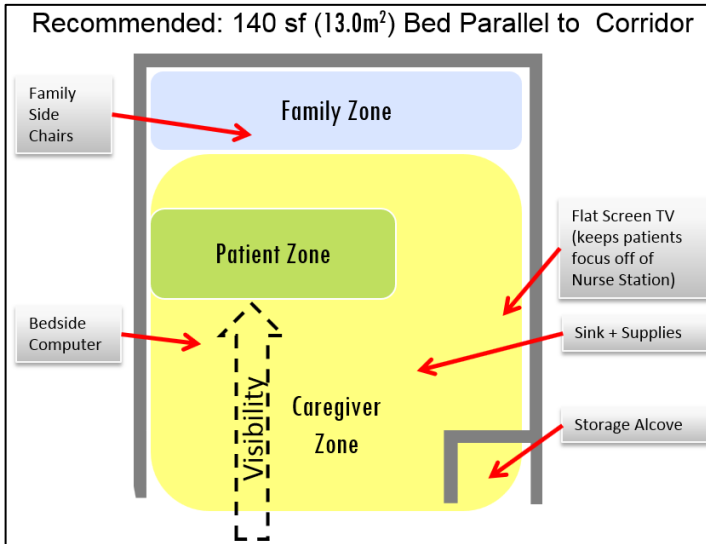 Recommended: 140 sf (13.0m²) Bed Parallel to Corridor
Family
Side
Chairs
Family Zone
Flat Screen TV
(keeps patients
focus off of
Nurse Station)
Patient Zone
Bedside
Computer
Sink + Supplies
Visibility
Caregiver
Zone
Storage Alcove